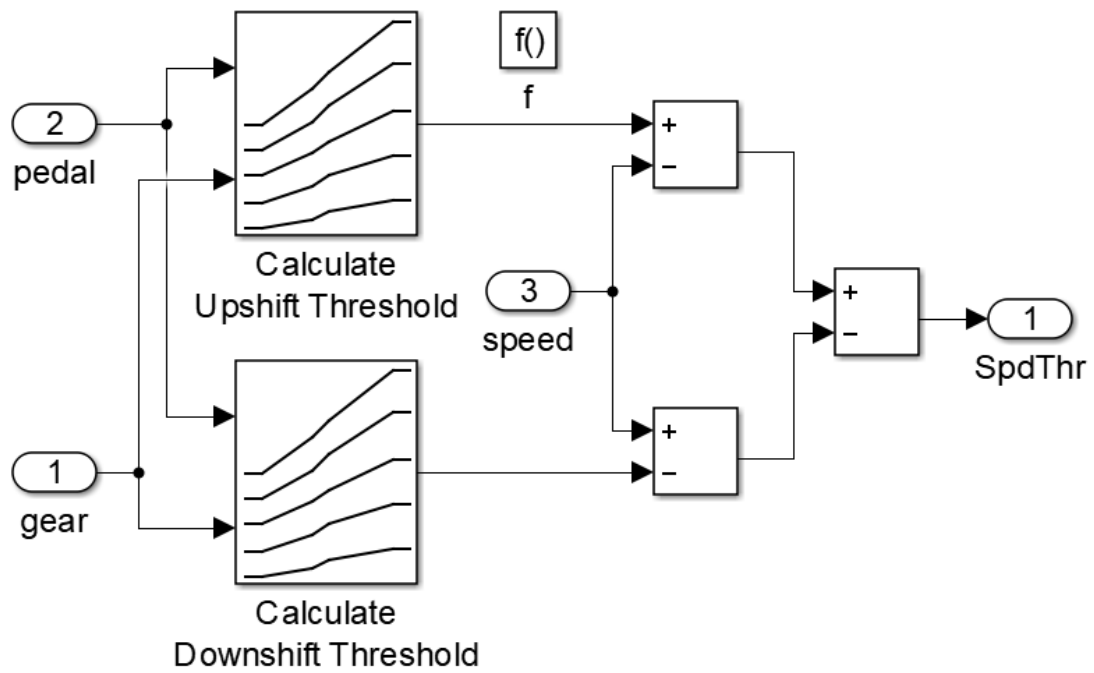 f()
f
2
pedal
+
−
Calculate
Upshift Threshold
3
speed
+
−
1
SpdThr
1
gear
+
−
Calculate
Downshift Threshold